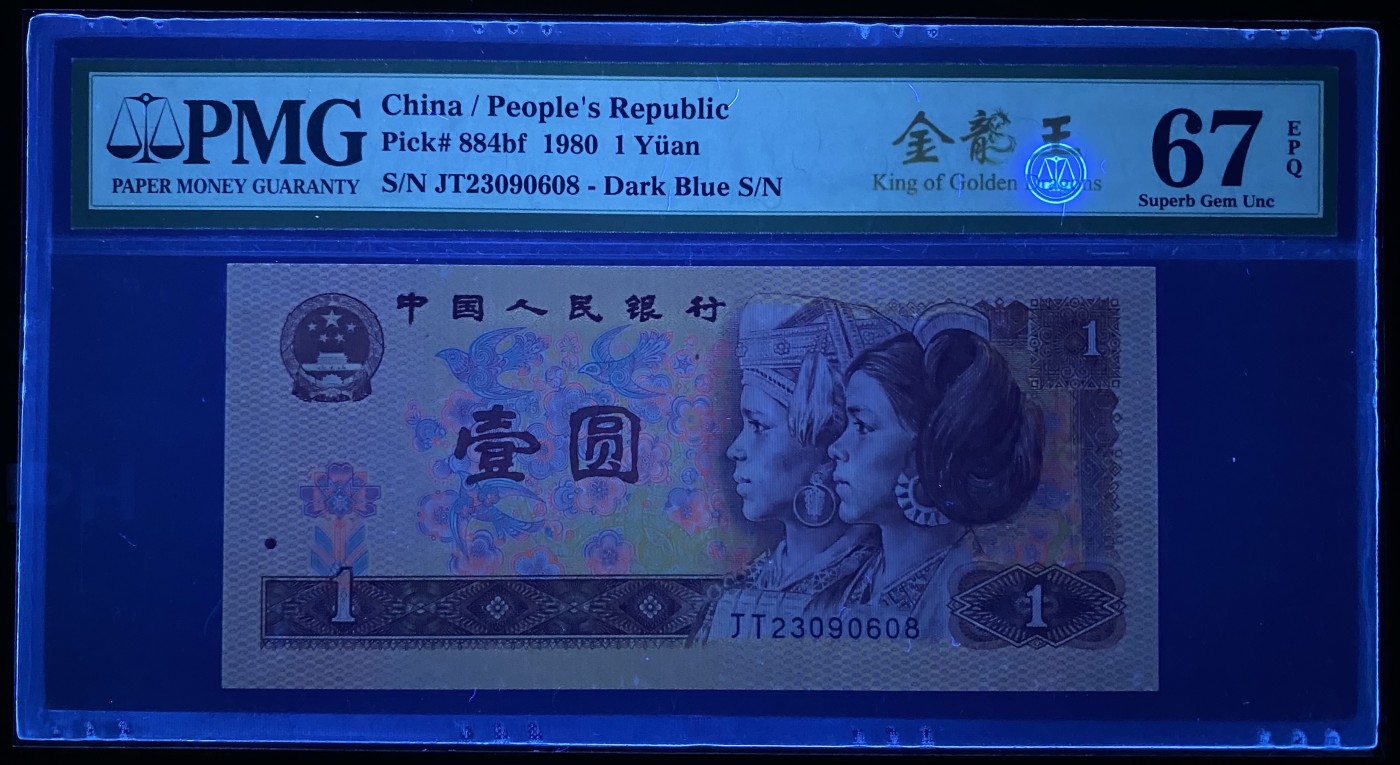 PMG
PAPER MONEY GUARANTY
China / People's Republic
Pick# 884bf 1980 1 Yüan
S/N JT23090608 - Dark Blue S/N
金龍王
King of Golden Dragons
67
EPQ
Superb Gem Unc
中国人民银行
1
壹圆
1
JT23090608
1